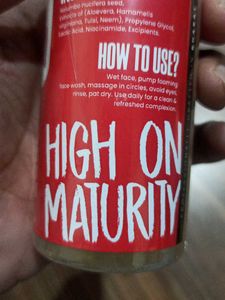 Nelumbo nucifera seed,
Extracts of (Aloevera, Hamamelis
Virginiana, Tulsi, Neem), Propylene Glycol,
Lactic Acid, Niacinamide, Excipients.
HOW TO USE?
Wet face, pump foaming
face wash, massage in circles, avoid eyes,
rinse, pat dry. Use daily for a clean &
refreshed complexion.
HIGH ON
MATURITY